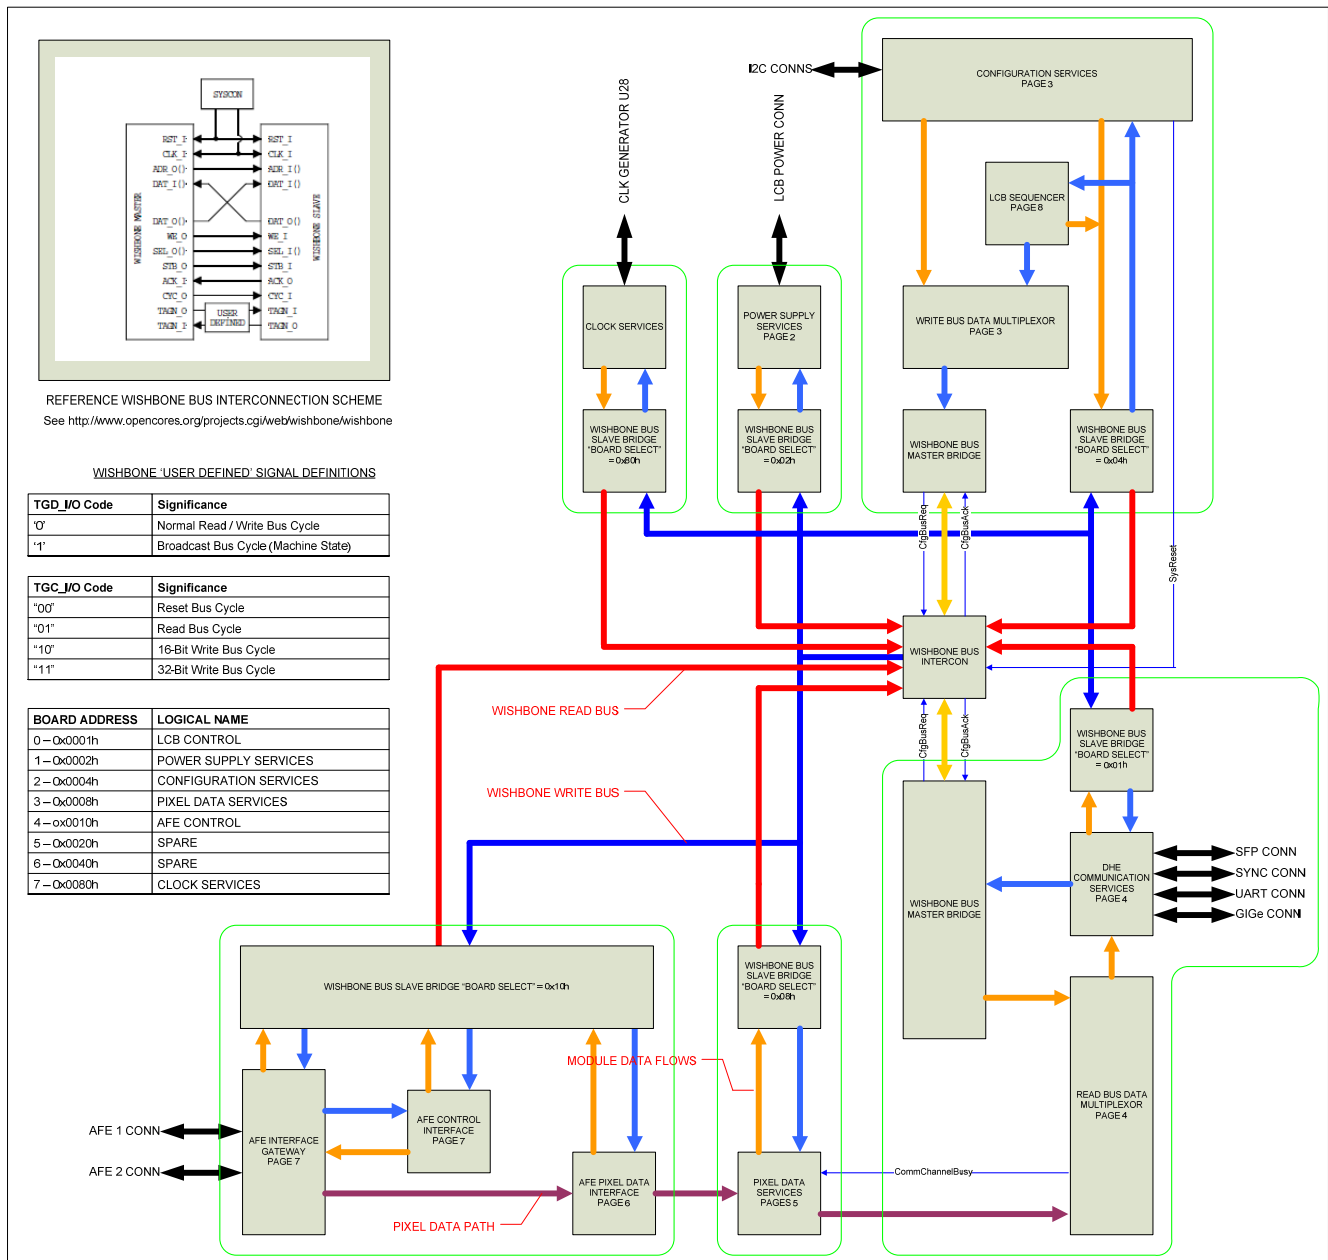 SYSCON
RST_I
CLK_I
ADR_O()
DAT_I()
DAT_O()
WE_O
SEL_O()
STB_O
ACK_I
CYC_O
TAGN_O
TAGN_I
WISHBONE MASTER
RST_I
CLK_I
ADR_I()
DAT_I()
DAT_O()
WE_I
SEL_I()
STB_I
ACK_O
CYC_I
TAGN_I
TAGN_O
WISHBONE SLAVE
USER
DEFINED
REFERENCE WISHBONE BUS INTERCONNECTION SCHEME
See http://www.opencores.org/projects.cgi/web/wishbone/wishbone
WISHBONE 'USER DEFINED' SIGNAL DEFINITIONS
TGD_I/O Code Significance
'0' Normal Read / Write Bus Cycle
'1' Broadcast Bus Cycle (Machine State)
TGC_I/O Code Significance
"00" Reset Bus Cycle
"01" Read Bus Cycle
"10" 16-Bit Write Bus Cycle
"11" 32-Bit Write Bus Cycle
BOARD ADDRESS LOGICAL NAME
0 – 0x0001h LCB CONTROL
1 – 0x0002h POWER SUPPLY SERVICES
2 – 0x0004h CONFIGURATION SERVICES
3 – 0x0008h PIXEL DATA SERVICES
4 – ox0010h AFE CONTROL
5 – 0x0020h SPARE
6 – 0x0040h SPARE
7 – 0x0080h CLOCK SERVICES
CLK GENERATOR U28
LCB POWER CONN
I2C CONNS
CONFIGURATION SERVICES
PAGE 3
LCB SEQUENCER
PAGE 8
WRITE BUS DATA MULTIPLEXOR
PAGE 3
CLOCK SERVICES
POWER SUPPLY
SERVICES
PAGE 2
WISHBONE BUS
SLAVE BRIDGE
"BOARD SELECT"
= 0x80h
WISHBONE BUS
SLAVE BRIDGE
"BOARD SELECT"
= 0x02h
WISHBONE BUS
MASTER BRIDGE
WISHBONE BUS
SLAVE BRIDGE
"BOARD SELECT"
= 0x04h
CfgBusReq
CfgBusAck
SysReset
WISHBONE BUS
INTERCON
WISHBONE READ BUS
WISHBONE WRITE BUS
CfgBusReq
CfgBusAck
WISHBONE BUS
SLAVE BRIDGE
"BOARD SELECT"
= 0x01h
WISHBONE BUS
MASTER BRIDGE
DHE
COMMUNICATION
SERVICES
PAGE 4
SFP CONN
SYNC CONN
UART CONN
GIGe CONN
READ BUS DATA
MULTIPLEXOR
PAGE 4
WISHBONE BUS SLAVE BRIDGE "BOARD SELECT" = 0x10h
WISHBONE BUS
SLAVE BRIDGE
"BOARD SELECT"
= 0x08h
MODULE DATA FLOWS
AFE 1 CONN
AFE 2 CONN
AFE INTERFACE
GATEWAY
PAGE 7
AFE CONTROL
INTERFACE
PAGE 7
AFE PIXEL DATA
INTERFACE
PAGE 6
PIXEL DATA
SERVICES
PAGES 5
CommChannelBusy
PIXEL DATA PATH